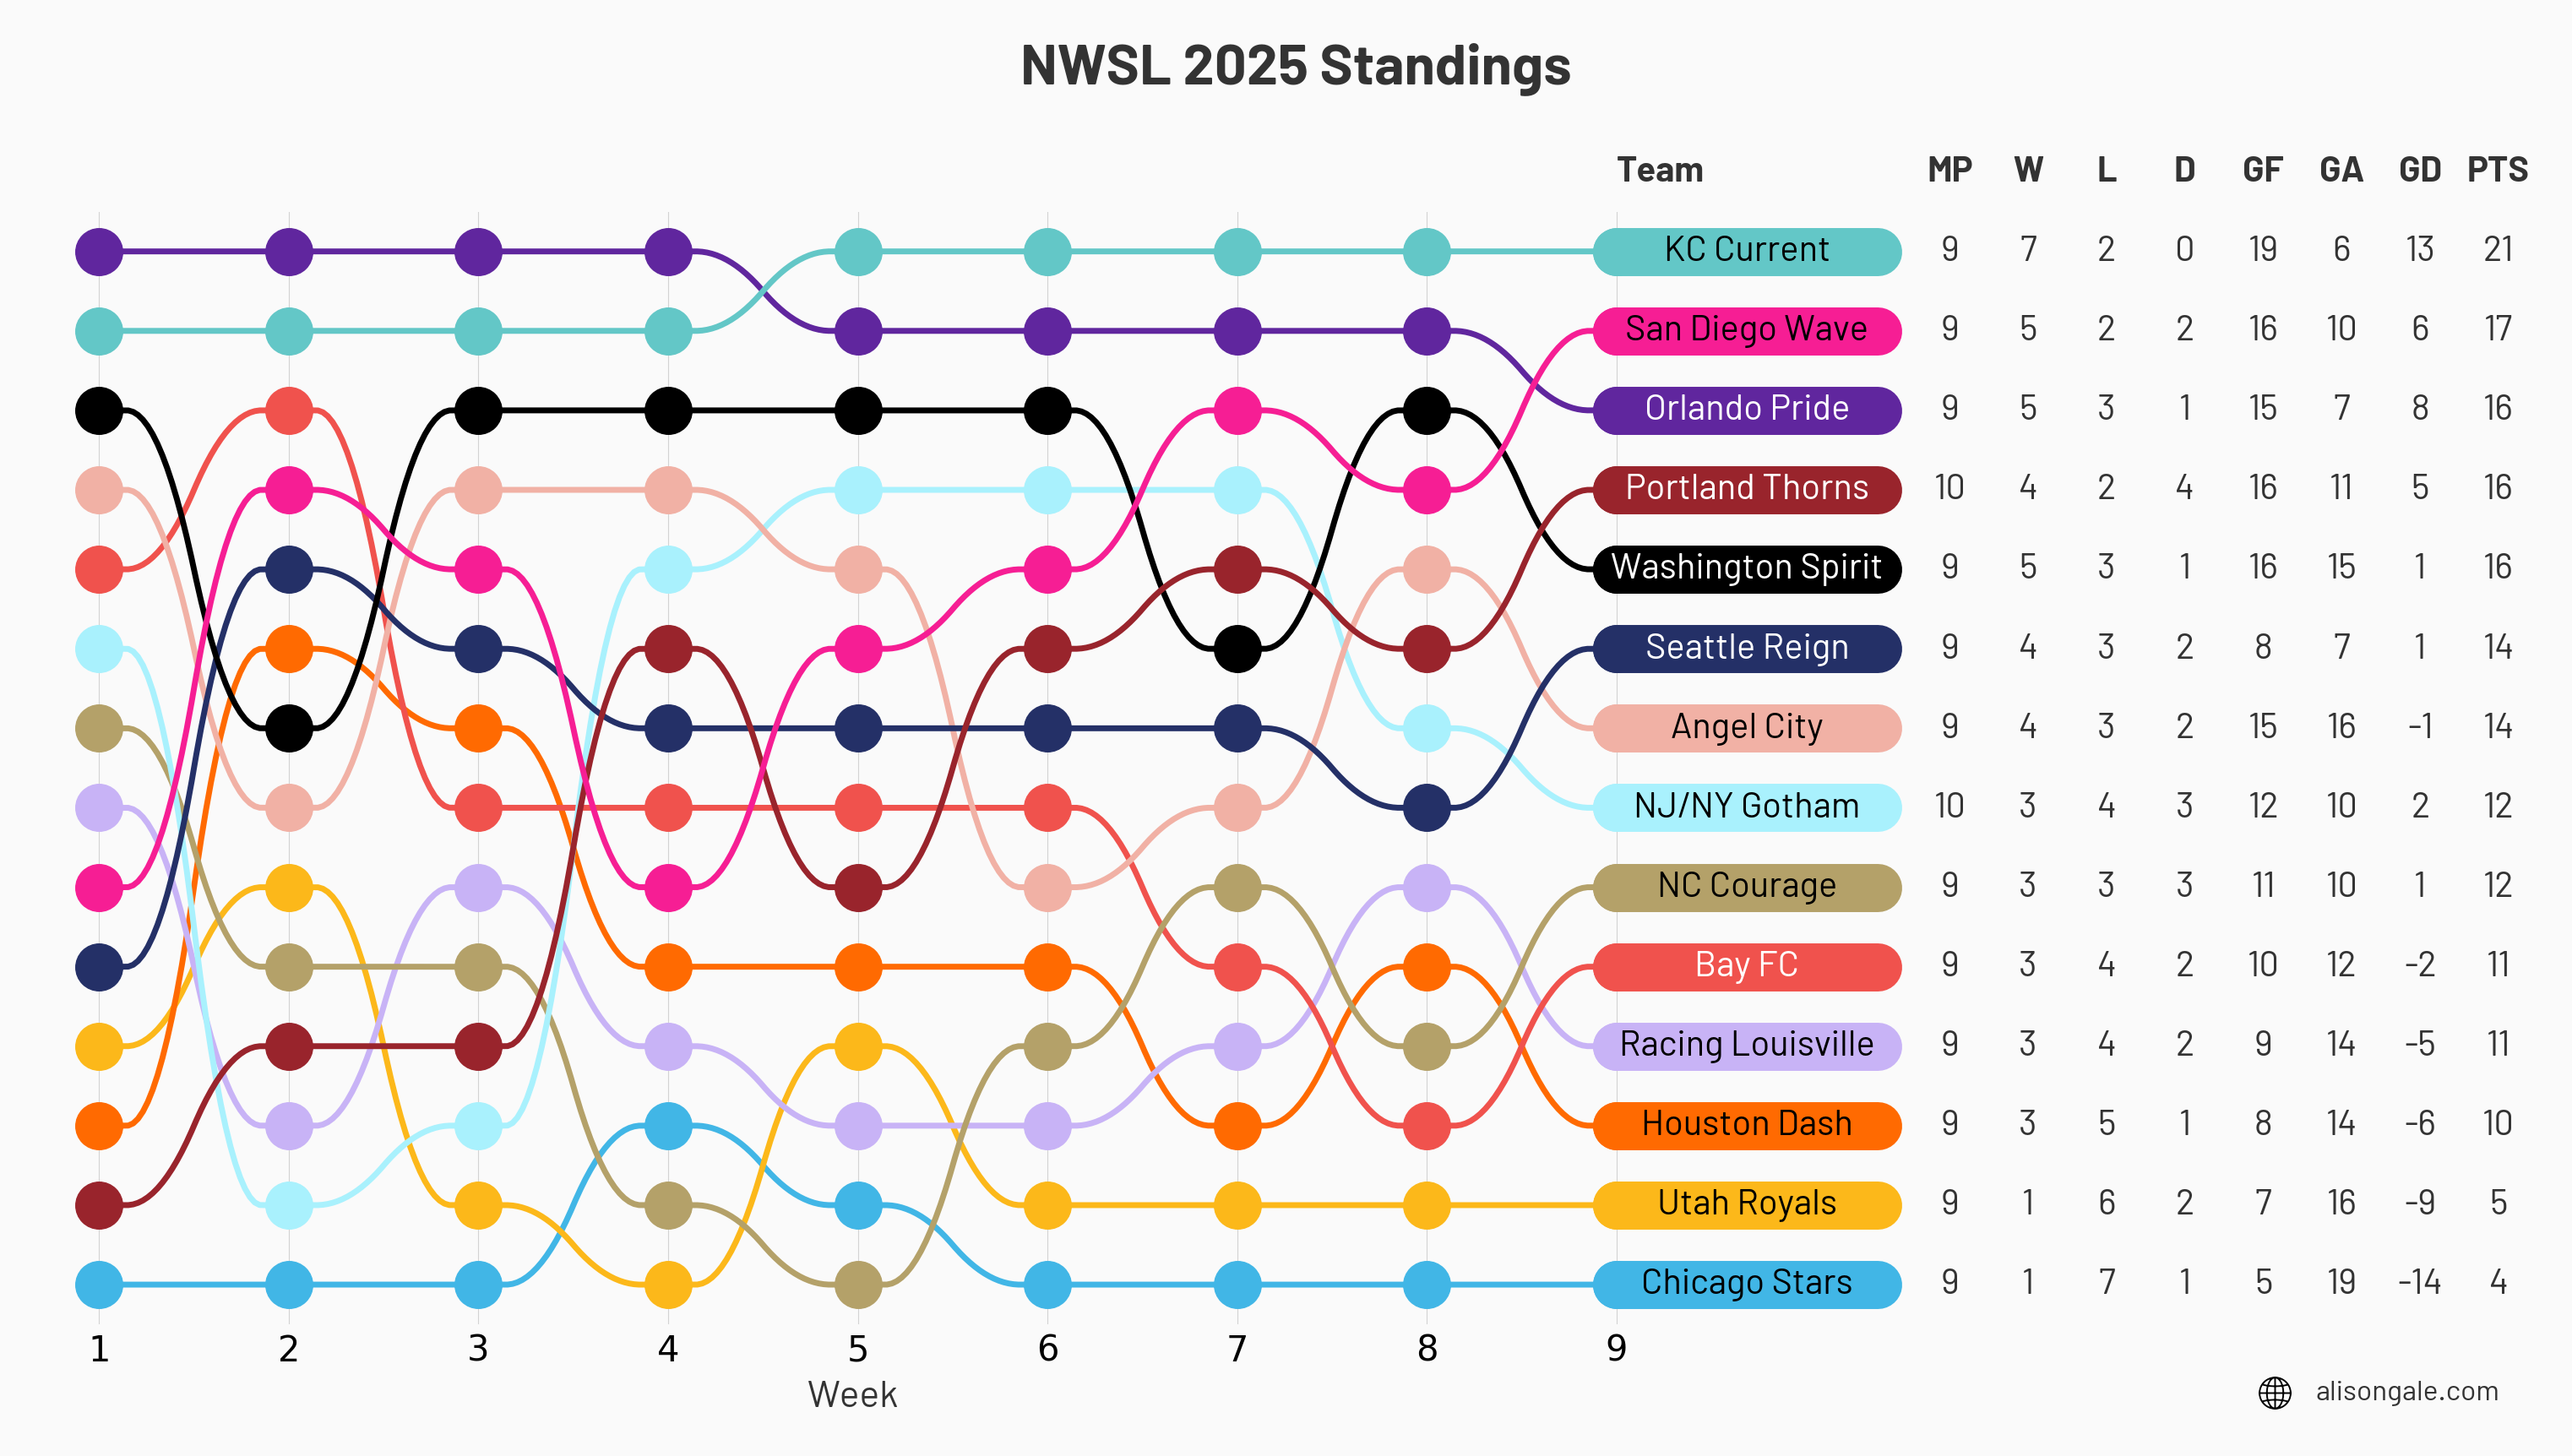 NWSL 2025 Standings
Team MP W L D GF GA GD PTS
KC Current 9 7 2 0 19 6 13 21
San Diego Wave 9 5 2 2 16 10 6 17
Orlando Pride 9 5 3 1 15 7 8 16
Portland Thorns 10 4 2 4 16 11 5 16
Washington Spirit 9 5 3 1 16 15 1 16
Seattle Reign 9 4 3 2 8 7 1 14
Angel City 9 4 3 2 15 16 -1 14
NJ/NY Gotham 10 3 4 3 12 10 2 12
NC Courage 9 3 3 3 11 10 1 12
Bay FC 9 3 4 2 10 12 -2 11
Racing Louisville 9 3 4 2 9 14 -5 11
Houston Dash 9 3 5 1 8 14 -6 10
Utah Royals 9 1 6 2 7 16 -9 5
Chicago Stars 9 1 7 1 5 19 -14 4
1 2 3 4 5 6 7 8 9
Week
alisongale.com